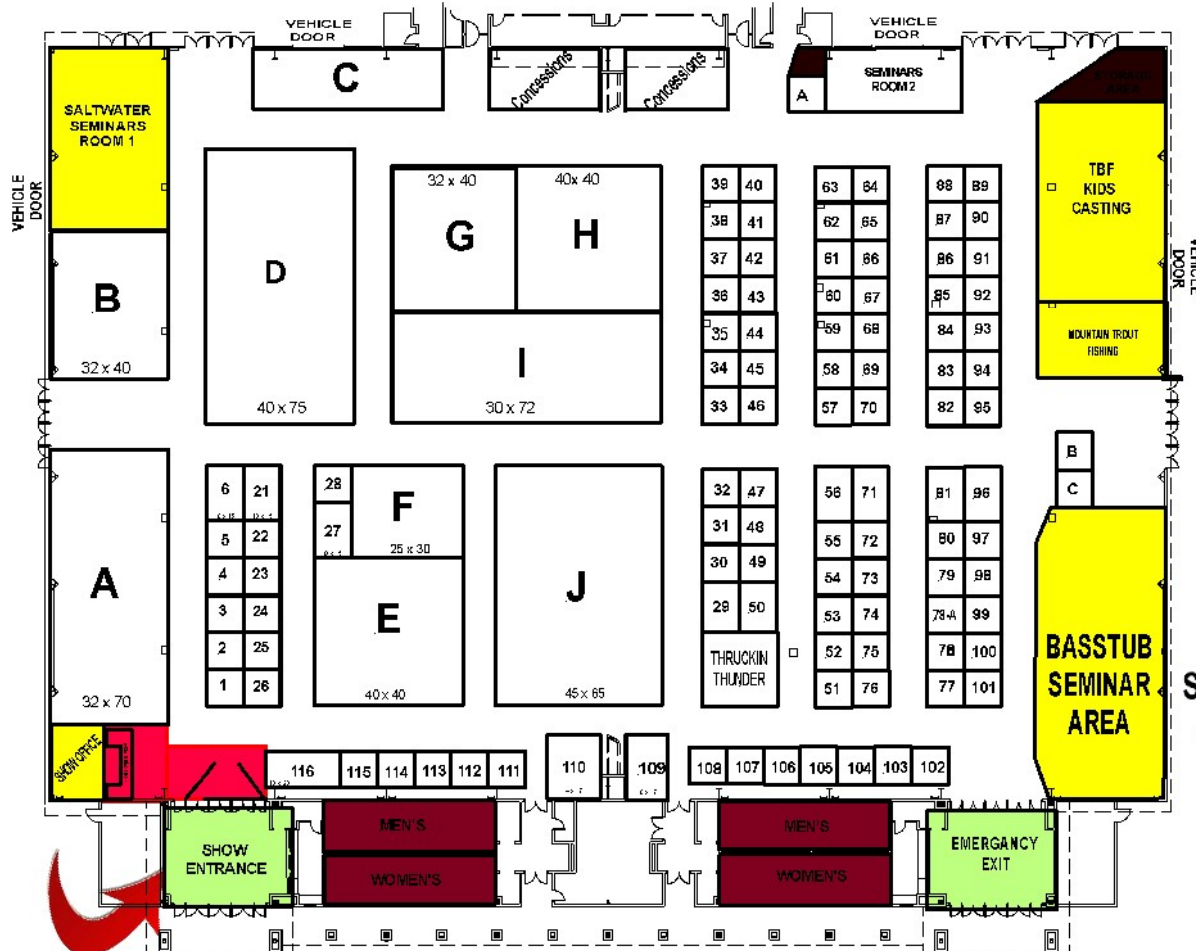 VEHICLE
DOOR
VEHICLE
DOOR
C
Concessions
Concessions
SEMINARS
ROOM 2
A
STORAGE
AREA
SALTWATER
SEMINARS
ROOM 1
VEHICLE
DOOR
B
32 x 40
D
40 x 75
32 x 40
G
40 x 40
H
I
30 x 72
39 40
38 41
37 42
36 43
35 44
34 45
33 46
63 64
62 65
61 66
60 67
59 68
58 69
57 70
88 89
87 90
86 91
85 92
84 93
83 94
82 95
TBF
KIDS
CASTING
VEHICLE
DOOR
MOUNTAIN TROUT
FISHING
A
32 x 70
6 21
5 22
4 23
3 24
2 25
1 26
28
27
F
25 x 30
E
40 x 40
J
45 x 65
32 47
31 48
30 49
29 50
THRUCKIN
THUNDER
56 71
55 72
54 73
53 74
52 75
51 76
81 96
80 97
79 98
78-A 99
78 100
77 101
B
C
BASSTUB
SEMINAR
AREA
S
SHOW OFFICE
116 115 114 113 112 111
110
109
108 107 106 105 104 103 102
SHOW
ENTRANCE
MEN'S
WOMEN'S
MEN'S
WOMEN'S
EMERGANCY
EXIT